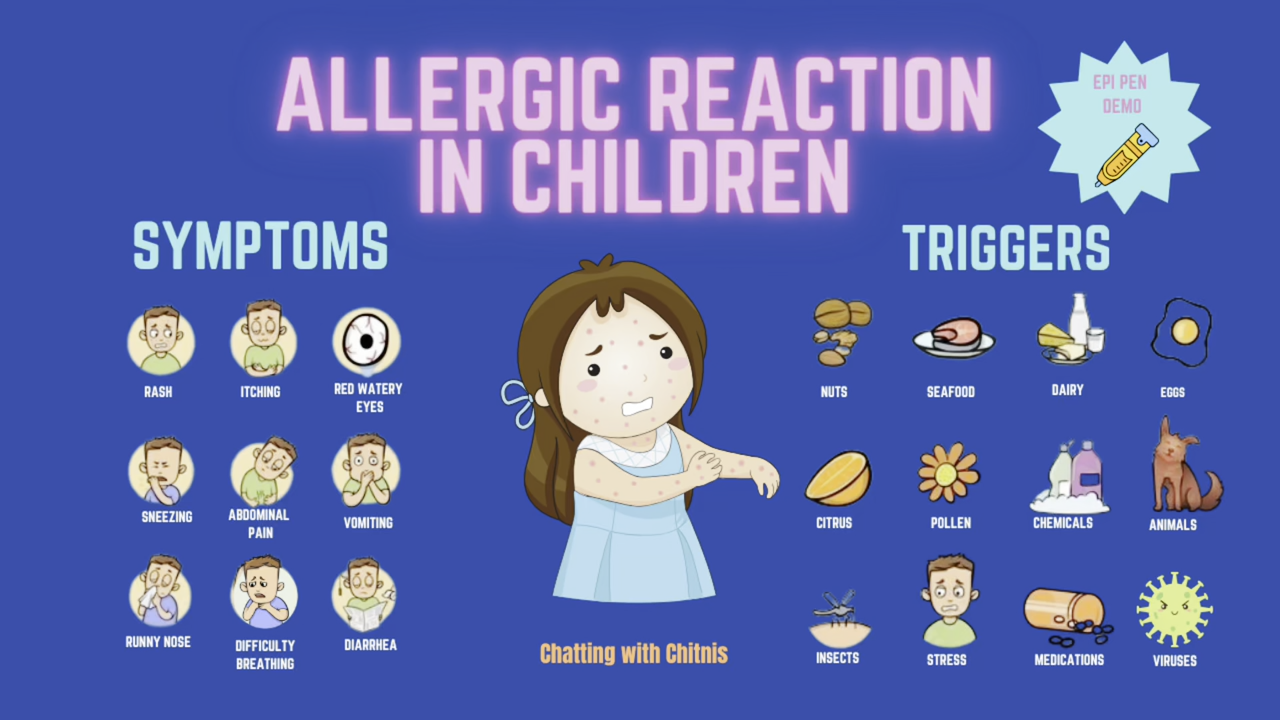 ALLERGIC REACTION
IN CHILDREN
EPI PEN
DEMO
SYMPTOMS
RASH
ITCHING
RED WATERY
EYES
SNEEZING
ABDOMINAL
PAIN
VOMITING
RUNNY NOSE
DIFFICULTY
BREATHING
DIARRHEA
Chatting with Chitnis
TRIGGERS
NUTS
SEAFOOD
DAIRY
EGGS
CITRUS
POLLEN
CHEMICALS
ANIMALS
INSECTS
STRESS
MEDICATIONS
VIRUSES